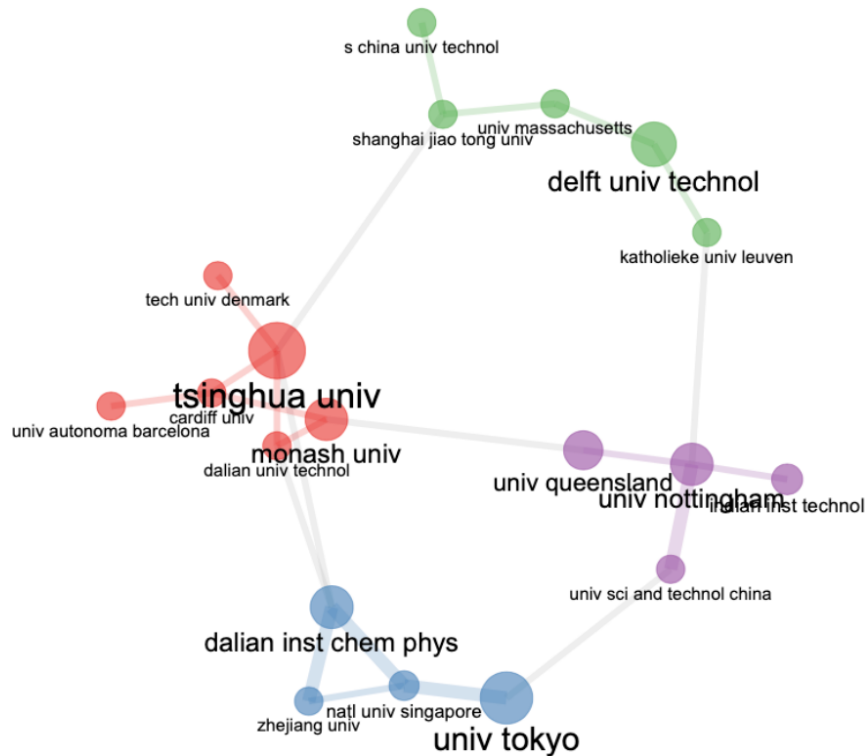 s china univ technol
univ massachusetts
shanghai jiao tong univ
delft univ technol
katholieke univ leuven
tech univ denmark
tsinghua univ
cardiff univ
univ autonoma barcelona
monash univ
dalian univ technol
univ queensland
univ nottingham
indian inst technol
univ sci and technol china
dalian inst chem phys
natl univ singapore
zhejiang univ
univ tokyo